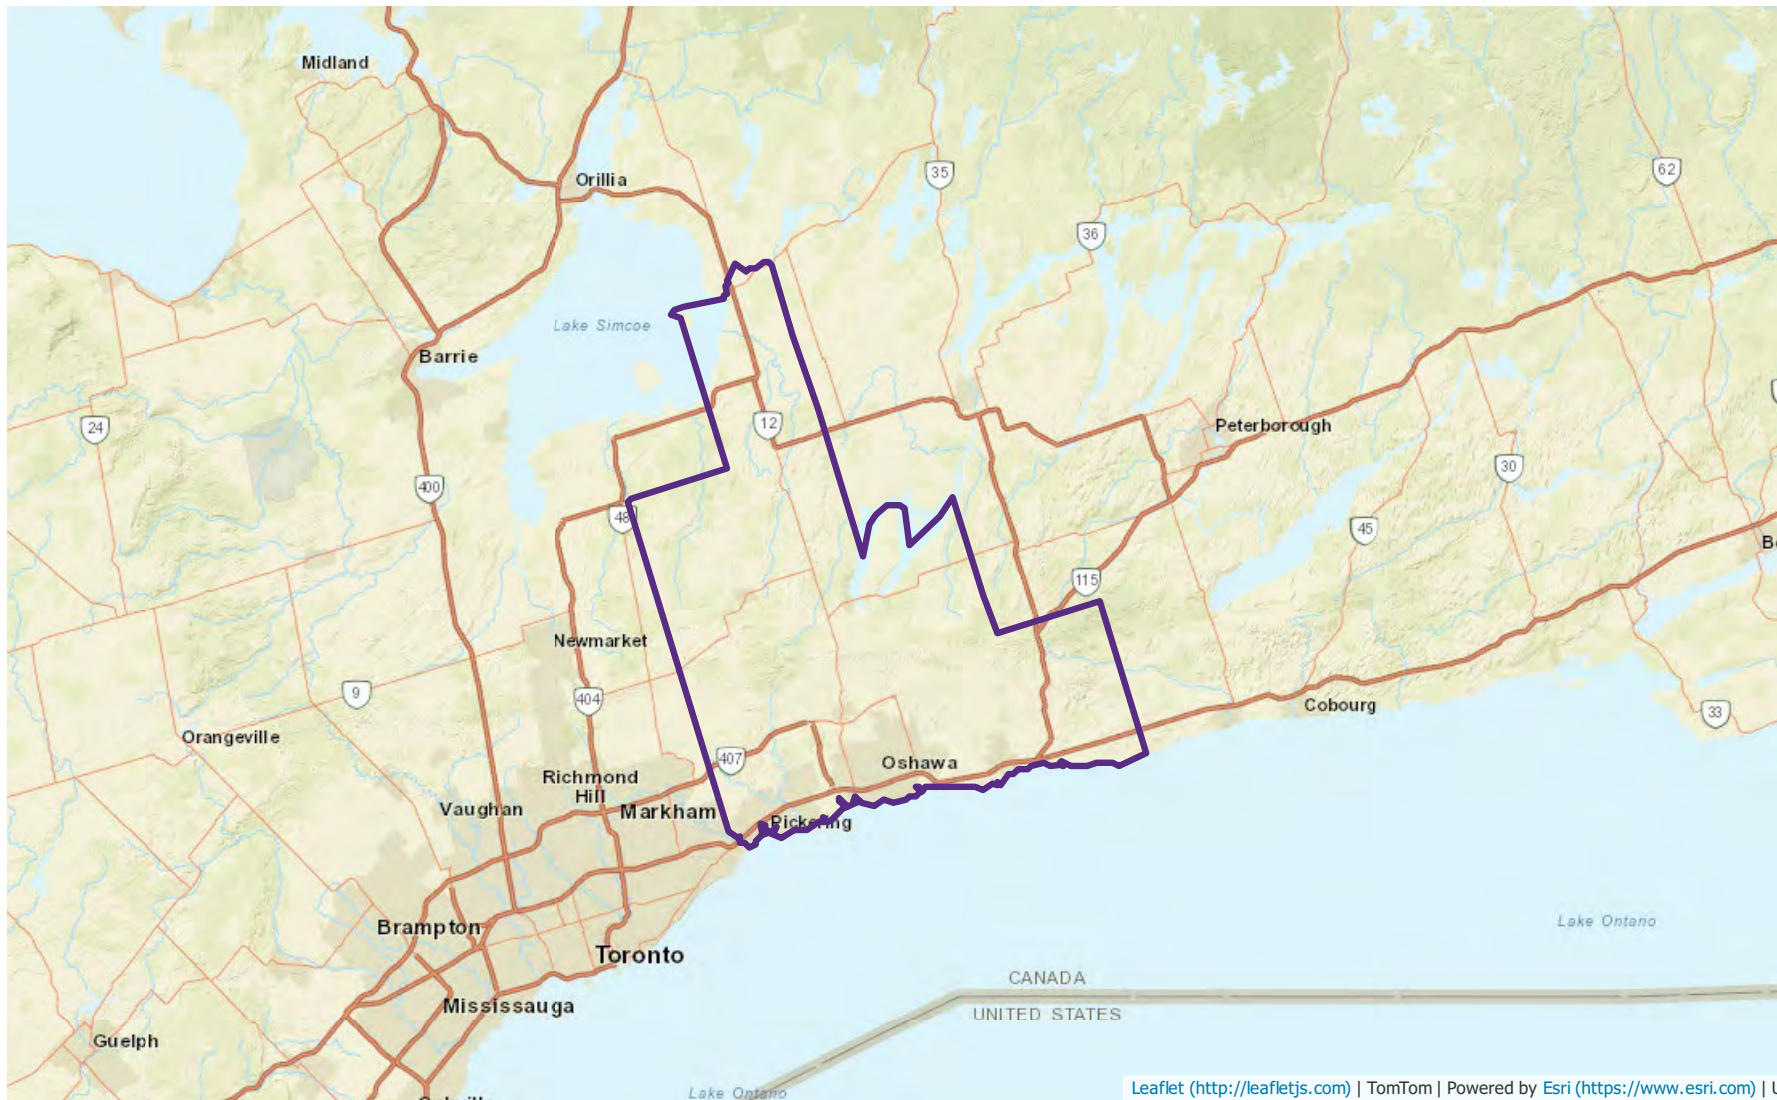 Midland
Orillia
35
62
36
Lake Simcoe
Barrie
24
12
Peterborough
30
400
48
45
115
Newmarket
9
404
Cobourg
33
Orangeville
407
Oshawa
Richmond
Hill
Vaughan
Markham
Pickering
Brampton
Toronto
Lake Ontario
CANADA
Mississauga
UNITED STATES
Guelph
Lake Ontario
Leaflet (http://leafletjs.com) | TomTom | Powered by Esri (https://www.esri.com) | U